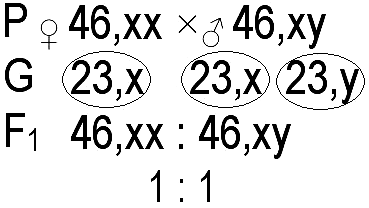 P ♀ 46,xx × ♂ 46,xy
G 23,x 23,x 23,y
F₁ 46,xx : 46,xy
1 : 1